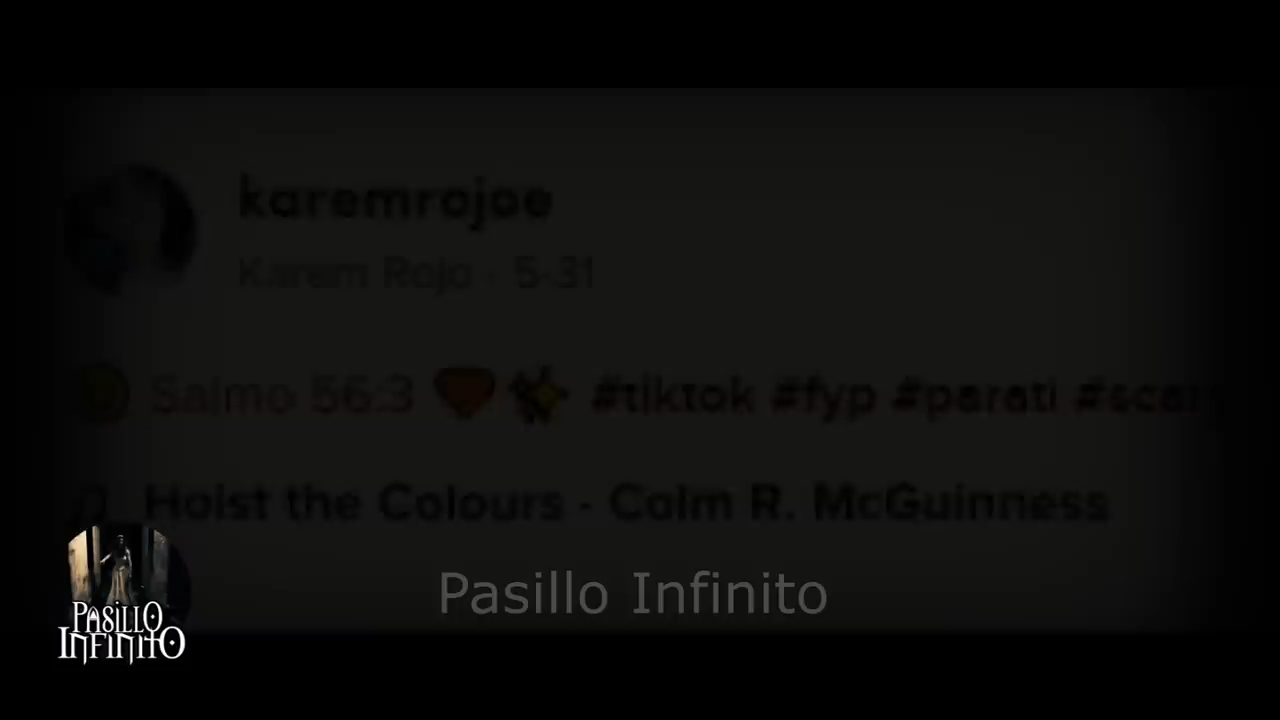 karemrojoe
Karem Rojo · 5-31
Salmo 56:3 #tiktok #fyp #parati
Hoist the Colours - Colm R. McGuinness
Pasillo Infinito
PASILLO
INFINITO